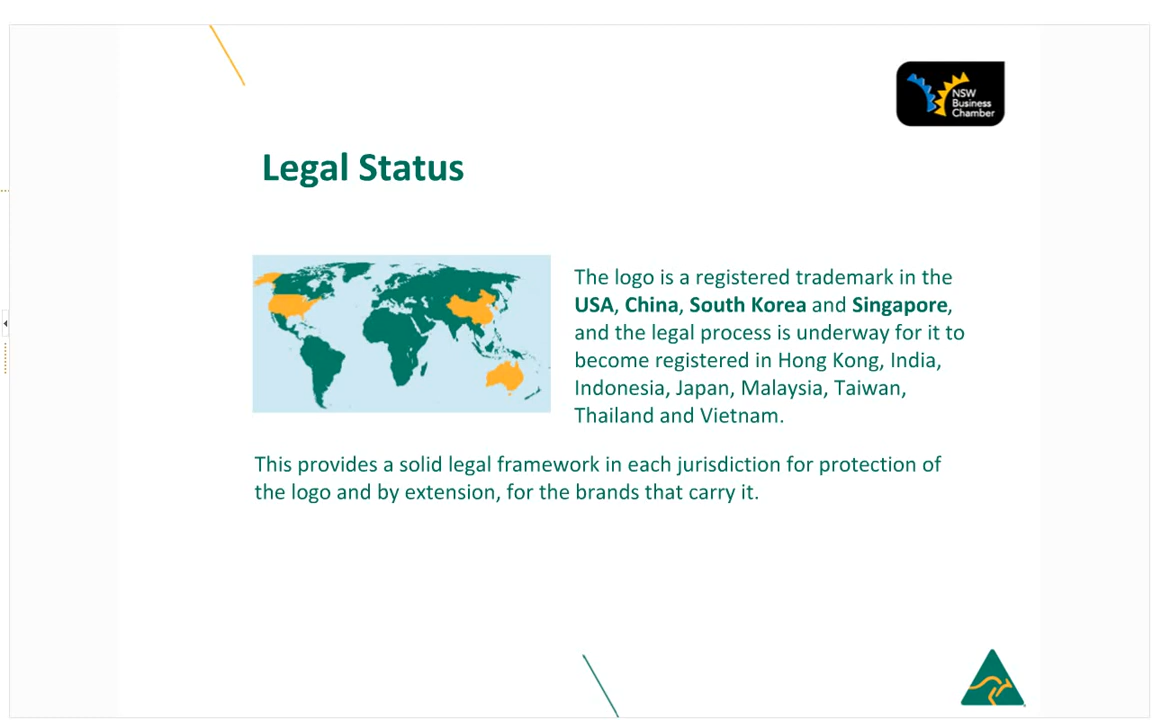 NSW
Business
Chamber
Legal Status
The logo is a registered trademark in the
USA, China, South Korea and Singapore,
and the legal process is underway for it to
become registered in Hong Kong, India,
Indonesia, Japan, Malaysia, Taiwan,
Thailand and Vietnam.
This provides a solid legal framework in each jurisdiction for protection of
the logo and by extension, for the brands that carry it.